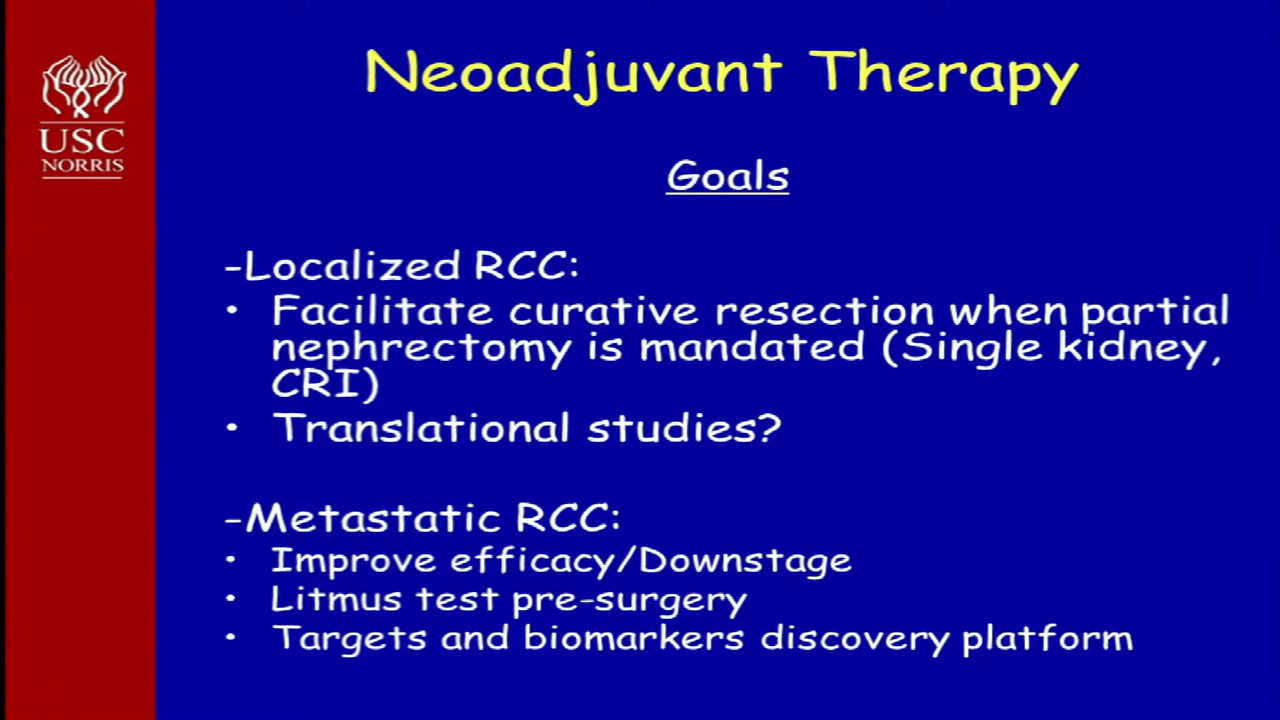 USC
NORRIS
Neoadjuvant Therapy
Goals
-Localized RCC:
• Facilitate curative resection when partial
nephrectomy is mandated (Single kidney,
CRI)
• Translational studies?
-Metastatic RCC:
• Improve efficacy/Downstage
• Litmus test pre-surgery
• Targets and biomarkers discovery platform